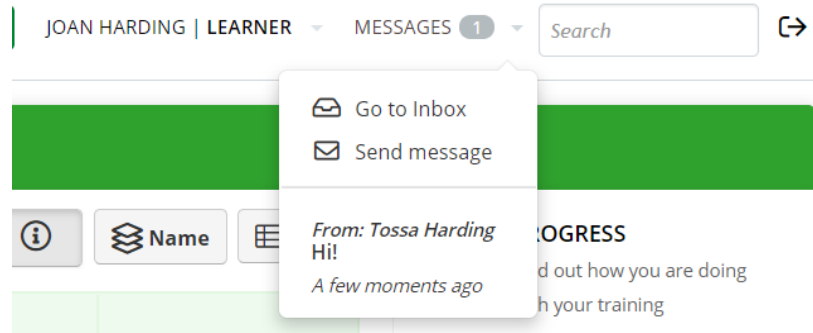 JOAN HARDING | LEARNER
MESSAGES 1
Search
Go to Inbox
Send message
From: Tossa Harding
Hi!
A few moments ago
Name
out how you are doing
your training